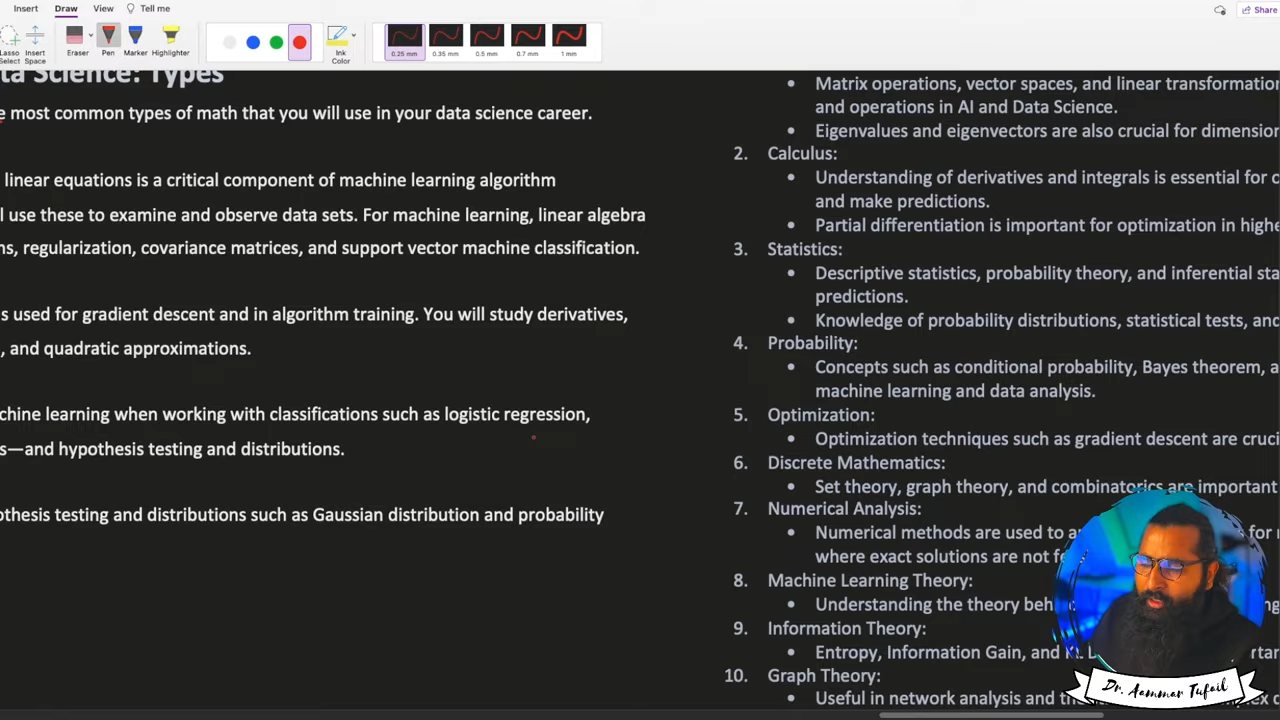 Insert Draw View Tell me
Share
Lasso Select
Insert Space
Eraser
Pen
Marker
Highlighter
Ink Color
0.25 mm
0.35 mm
0.5 mm
0.7 mm
1 mm
ta Science: Types
e most common types of math that you will use in your data science career.
linear equations is a critical component of machine learning algorithm
l use these to examine and observe data sets. For machine learning, linear algebra
ns, regularization, covariance matrices, and support vector machine classification.
s used for gradient descent and in algorithm training. You will study derivatives,
, and quadratic approximations.
chine learning when working with classifications such as logistic regression,
s—and hypothesis testing and distributions.
othesis testing and distributions such as Gaussian distribution and probability
• Matrix operations, vector spaces, and linear transformation
and operations in AI and Data Science.
• Eigenvalues and eigenvectors are also crucial for dimension
2. Calculus:
• Understanding of derivatives and integrals is essential for
and make predictions.
• Partial differentiation is important for optimization in highe
3. Statistics:
• Descriptive statistics, probability theory, and inferential sta
predictions.
• Knowledge of probability distributions, statistical tests, and
4. Probability:
• Concepts such as conditional probability, Bayes theorem, a
machine learning and data analysis.
5. Optimization:
• Optimization techniques such as gradient descent are cruci
6. Discrete Mathematics:
• Set theory, graph theory, and combinatorics are important
7. Numerical Analysis:
• Numerical methods are used to for
where exact solutions are not
8. Machine Learning Theory:
• Understanding the theory
9. Information Theory:
• Entropy, Information Gain, and
10. Graph Theory:
• Useful in network analysis and
Dr. Aammar Tufail